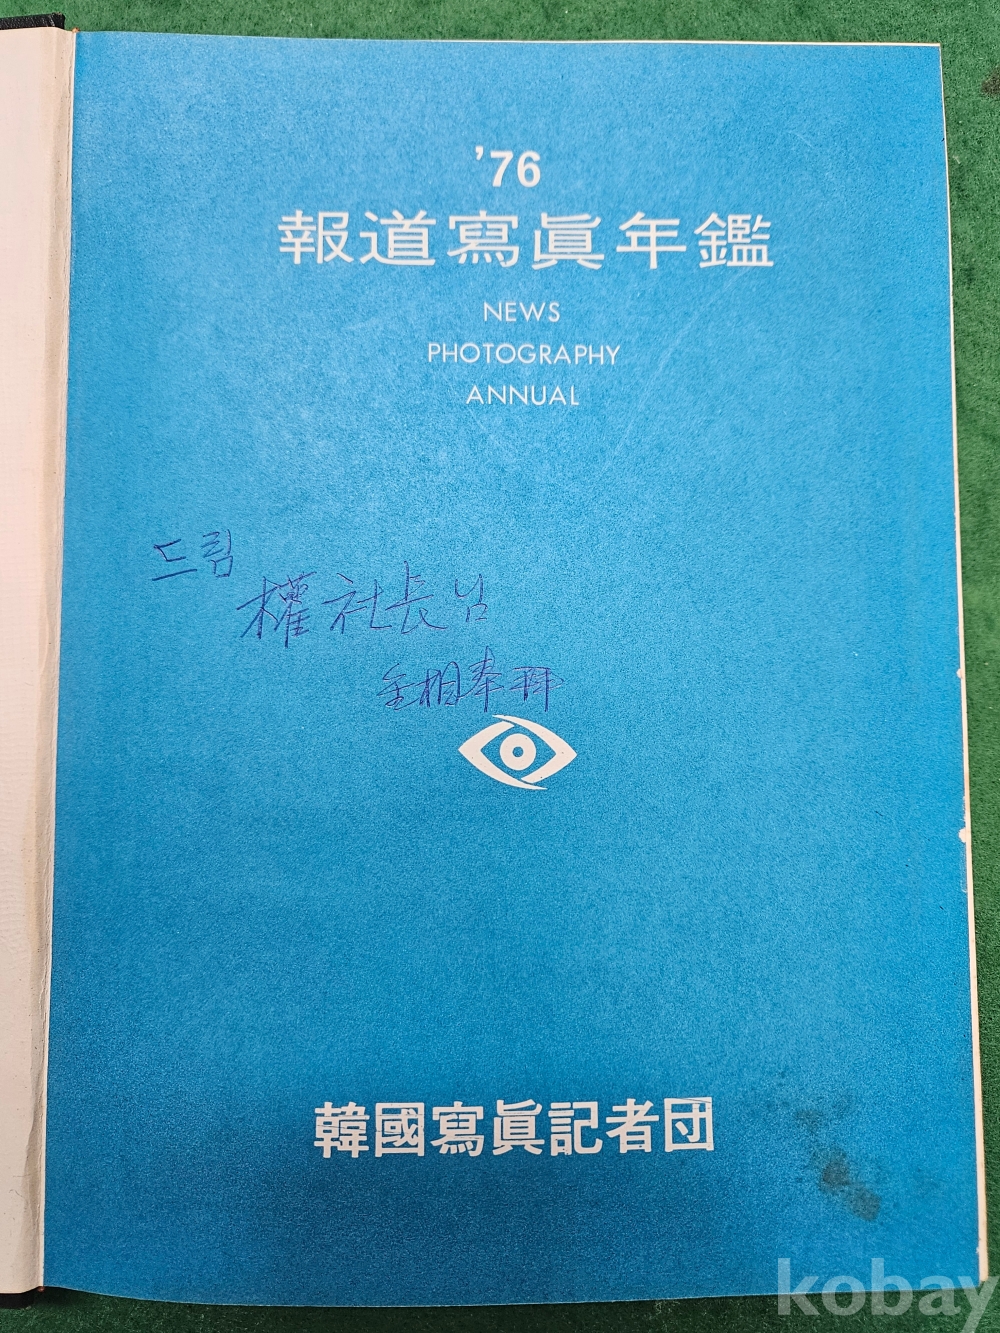 ’76
報道寫眞年鑑
NEWS
PHOTOGRAPHY
ANNUAL
드림
權社長님
金相奉拜
韓國寫眞記者団
kobay